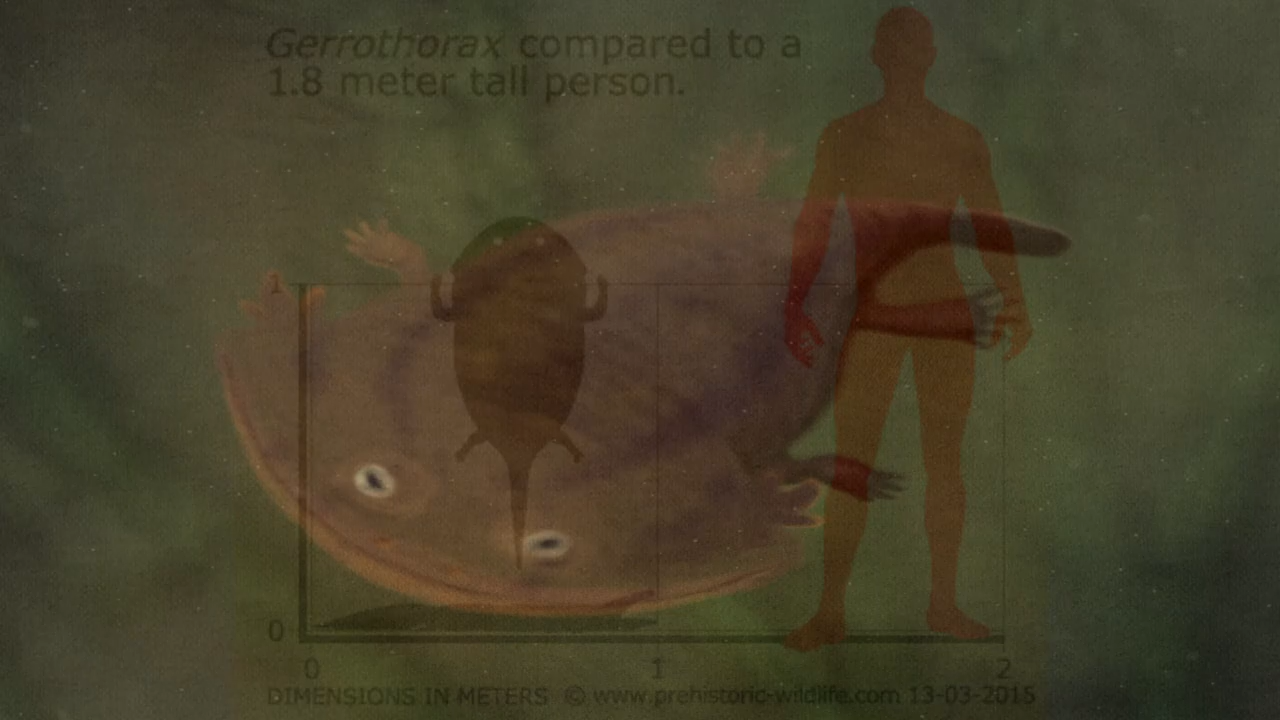 Gerrothorax compared to a
1.8 meter tall person.
1
0
0 1 2
DIMENSIONS IN METERS © www.prehistoric-wildlife.com 13-03-2015